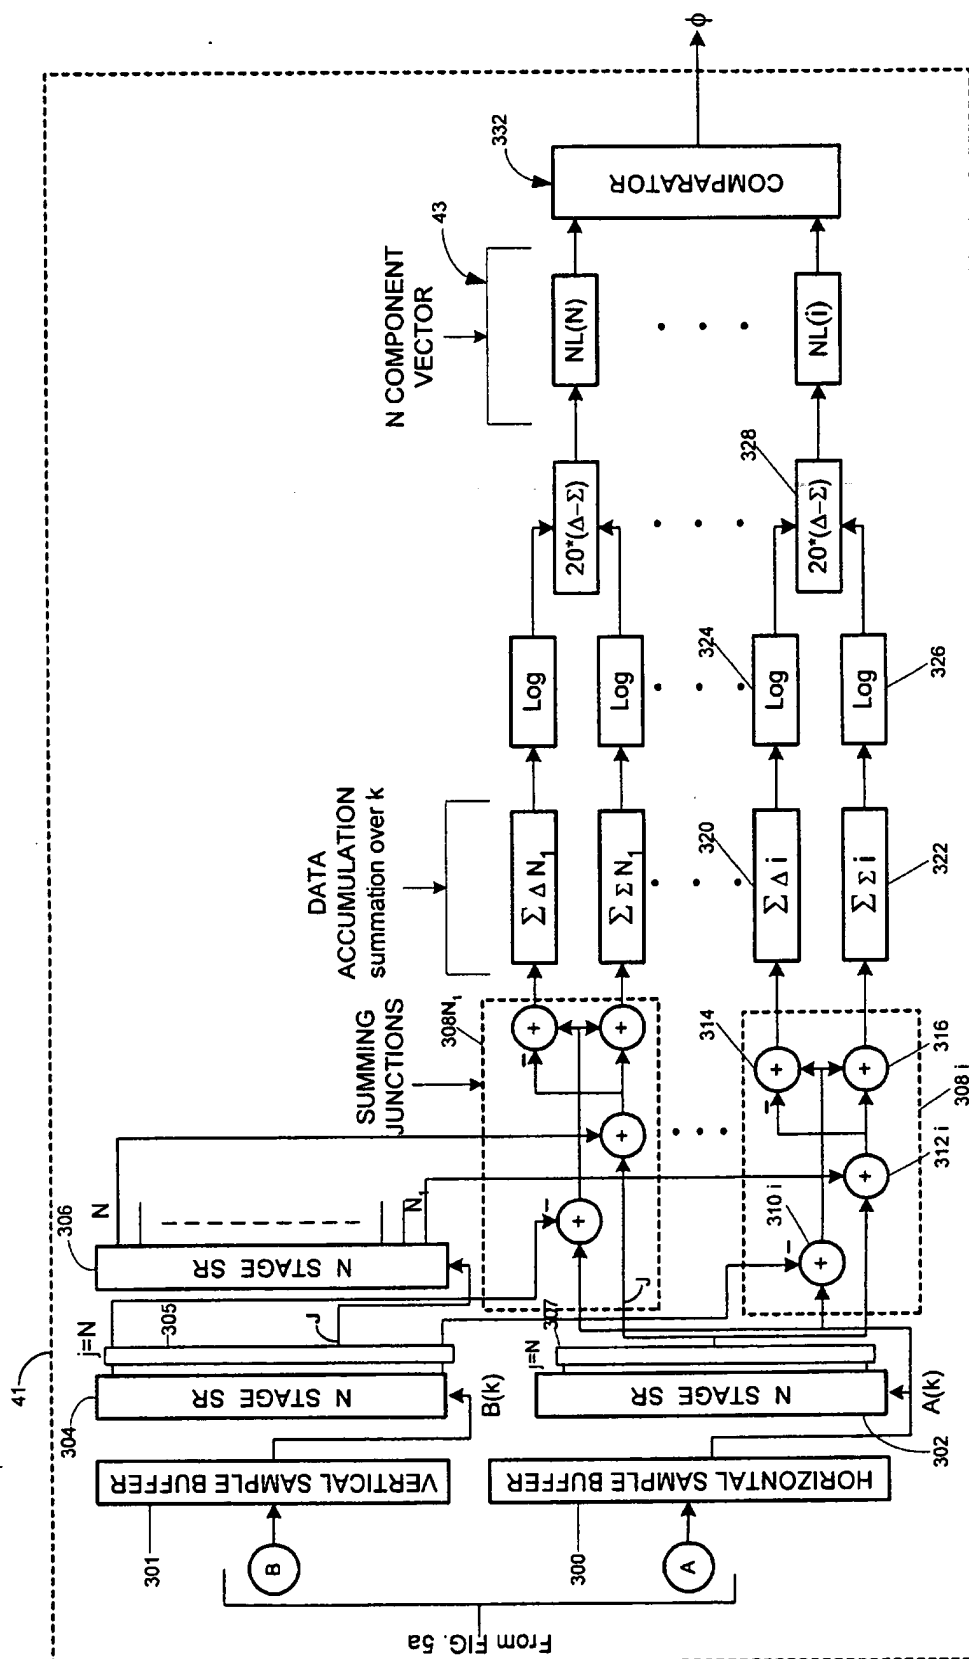 41
From FIG. 5a
B
A
301
VERTICAL SAMPLE BUFFER
300
HORIZONTAL SAMPLE BUFFER
304
N STAGE SR
B(k)
302
N STAGE SR
A(k)
j=N
305
J
j=N
307
J
306
N STAGE SR
N
N₁
SUMMING
JUNCTIONS
308N₁
+
−
+
+
−
+
310 i
+
−
312 i
+
314
+
−
316
+
308 i
DATA
ACCUMULATION
summation over k
∑ Δ N₁
∑ Σ N₁
320
∑ Δ i
322
∑ Σ i
Log
Log
324
Log
326
Log
20*(Δ−Σ)
328
20*(Δ−Σ)
N COMPONENT
VECTOR
43
NL(N)
NL(i)
332
COMPARATOR
ϕ